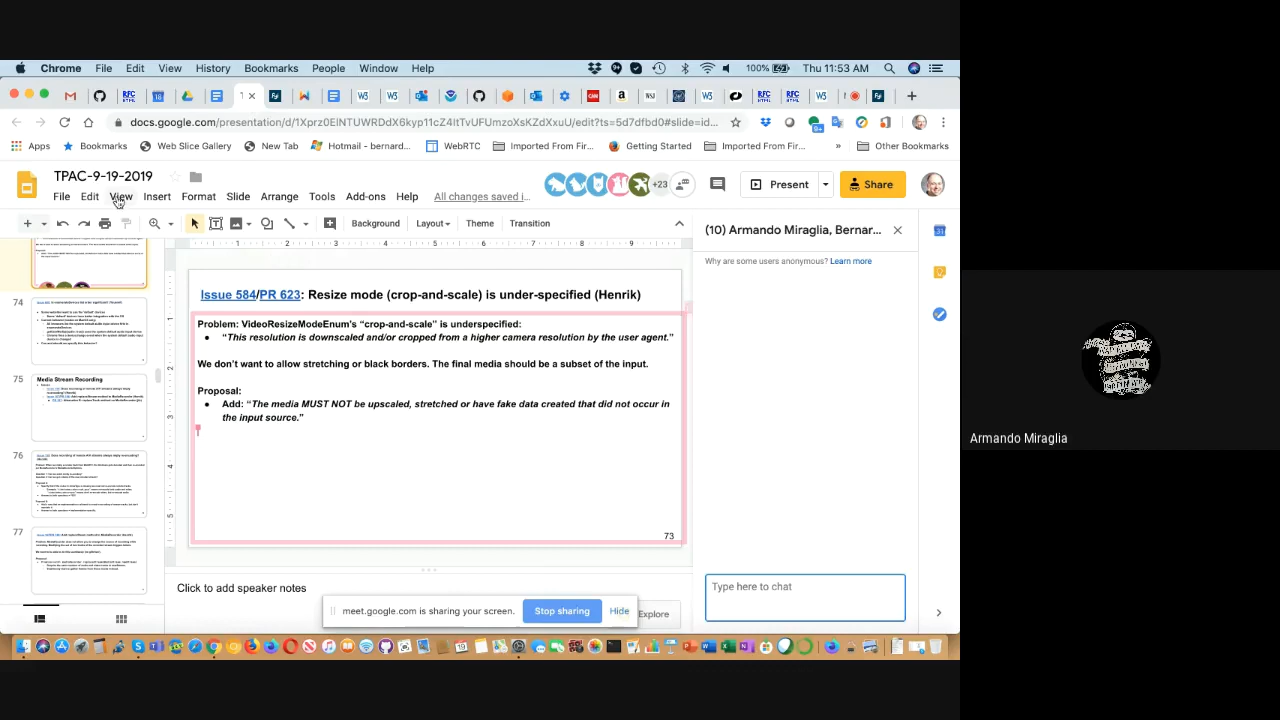 Chrome File Edit View History Bookmarks People Window Help 100% Thu 11:53 AM
docs.google.com/presentation/d/1Xprz0ElNTUWRDdX6kyp11cZ4ltTvUFUmzoXsKZdXxuU/edit?ts=5d7dfbd0#slide=id...
Apps Bookmarks Web Slice Gallery New Tab Hotmail - bernard... WebRTC Imported From Fir... Getting Started Imported From Fir... » Other Bookmarks
TPAC-9-19-2019
File Edit View Insert Format Slide Arrange Tools Add-ons Help All changes saved i...
+23
Present
Share
Background Layout Theme Transition
(10) Armando Miraglia, Bernar...
Why are some users anonymous? Learn more
74
75
Media Stream Recording
76
77
Issue 584/PR 623: Resize mode (crop-and-scale) is under-specified (Henrik)
Problem: VideoResizeModeEnum's “crop-and-scale” is underspecified:
● “This resolution is downscaled and/or cropped from a higher camera resolution by the user agent.”
We don’t want to allow stretching or black borders. The final media should be a subset of the input.
Proposal:
● Add: “The media MUST NOT be upscaled, stretched or have fake data created that did not occur in
the input source.”
73
Click to add speaker notes
meet.google.com is sharing your screen. Stop sharing Hide
Explore
Type here to chat
Armando Miraglia